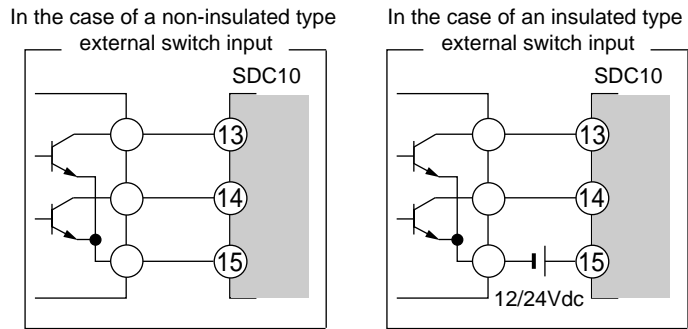 In the case of a non-insulated type
external switch input
SDC10
13
14
15
In the case of an insulated type
external switch input
SDC10
13
14
15
12/24Vdc